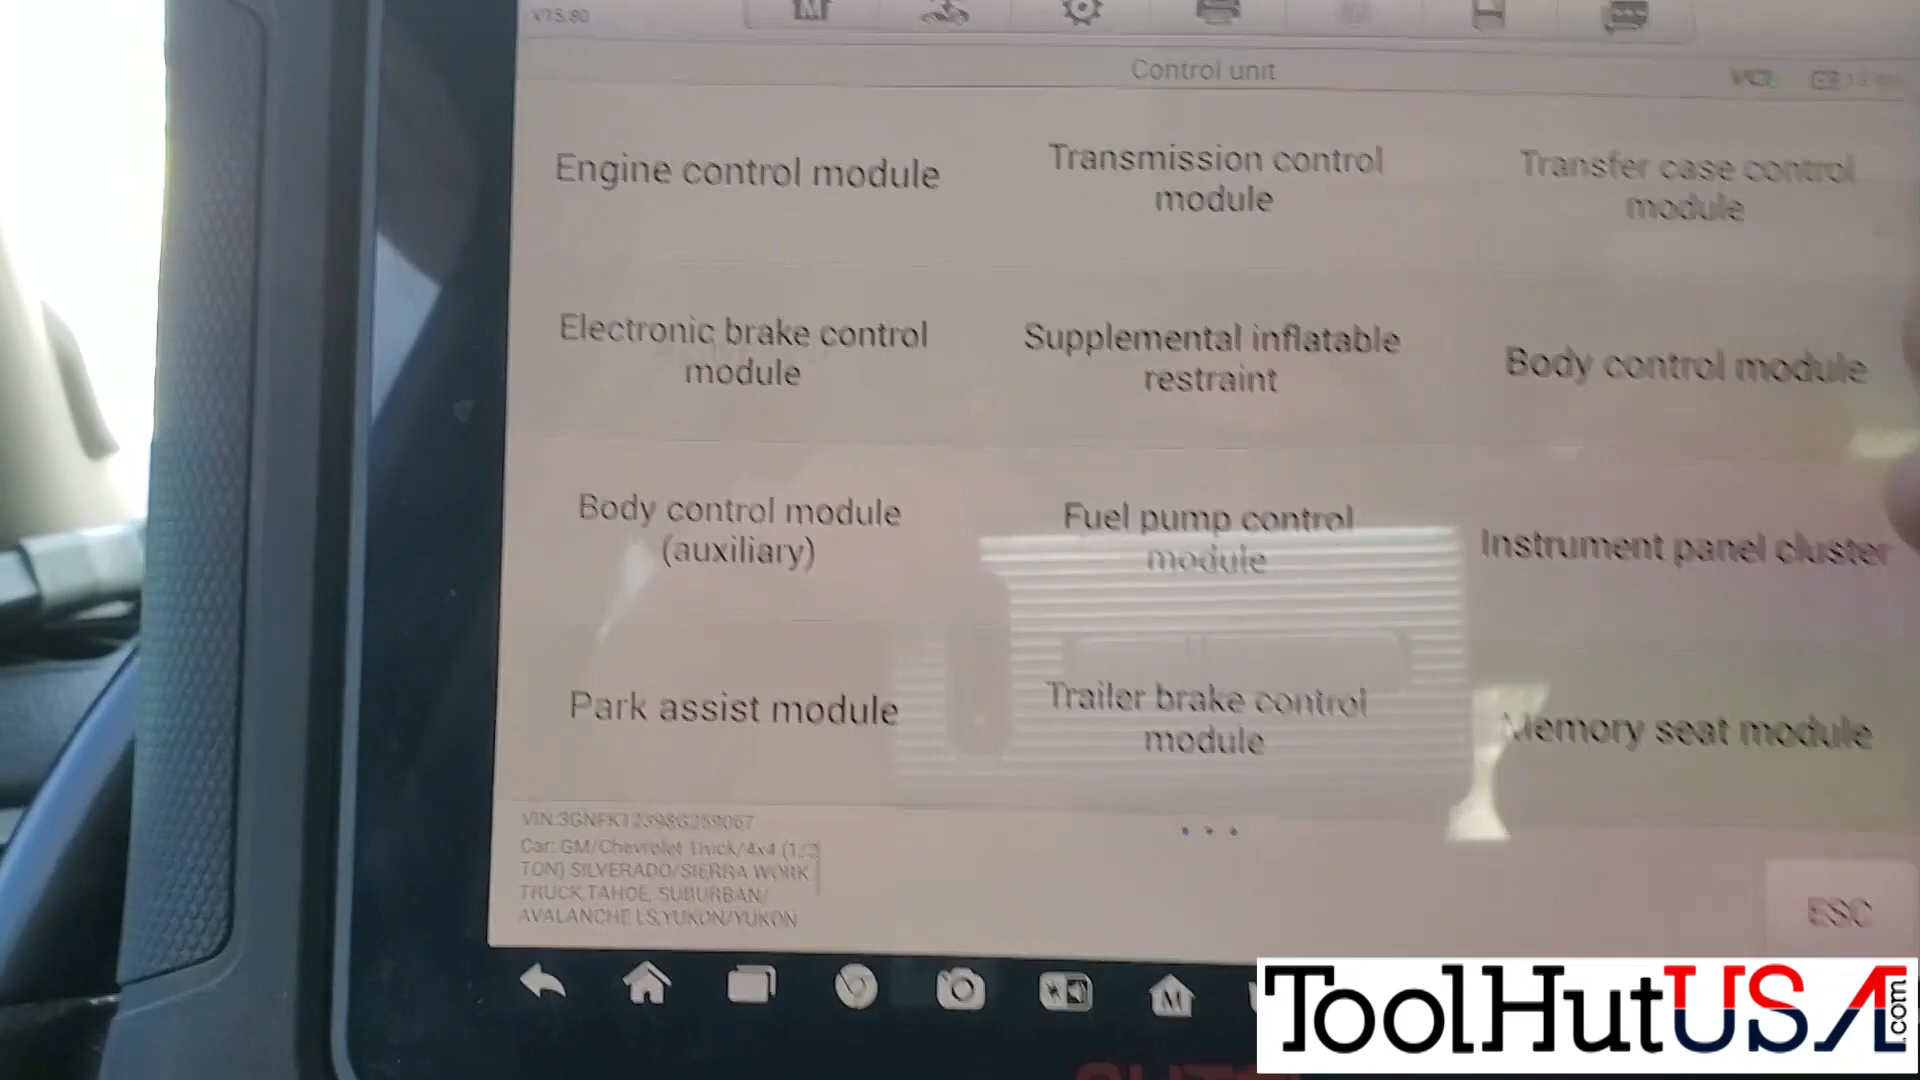 V15.80
Control unit
VCI
Engine control module
Transmission control
module
Transfer case control
module
Electronic brake control
module
Supplemental inflatable
restraint
Body control module
Body control module
(auxiliary)
Fuel pump control
module
Instrument panel cluster
Park assist module
Trailer brake control
module
Memory seat module
VIN:3GNFK12398G259067
Car: GM/Chevrolet Truck/4x4 (1/2
TON) SILVERADO/SIERRA WORK
TRUCK,TAHOE, SUBURBAN/
AVALANCHE LS,YUKON/YUKON
ESC
M
ToolHutUSA.com